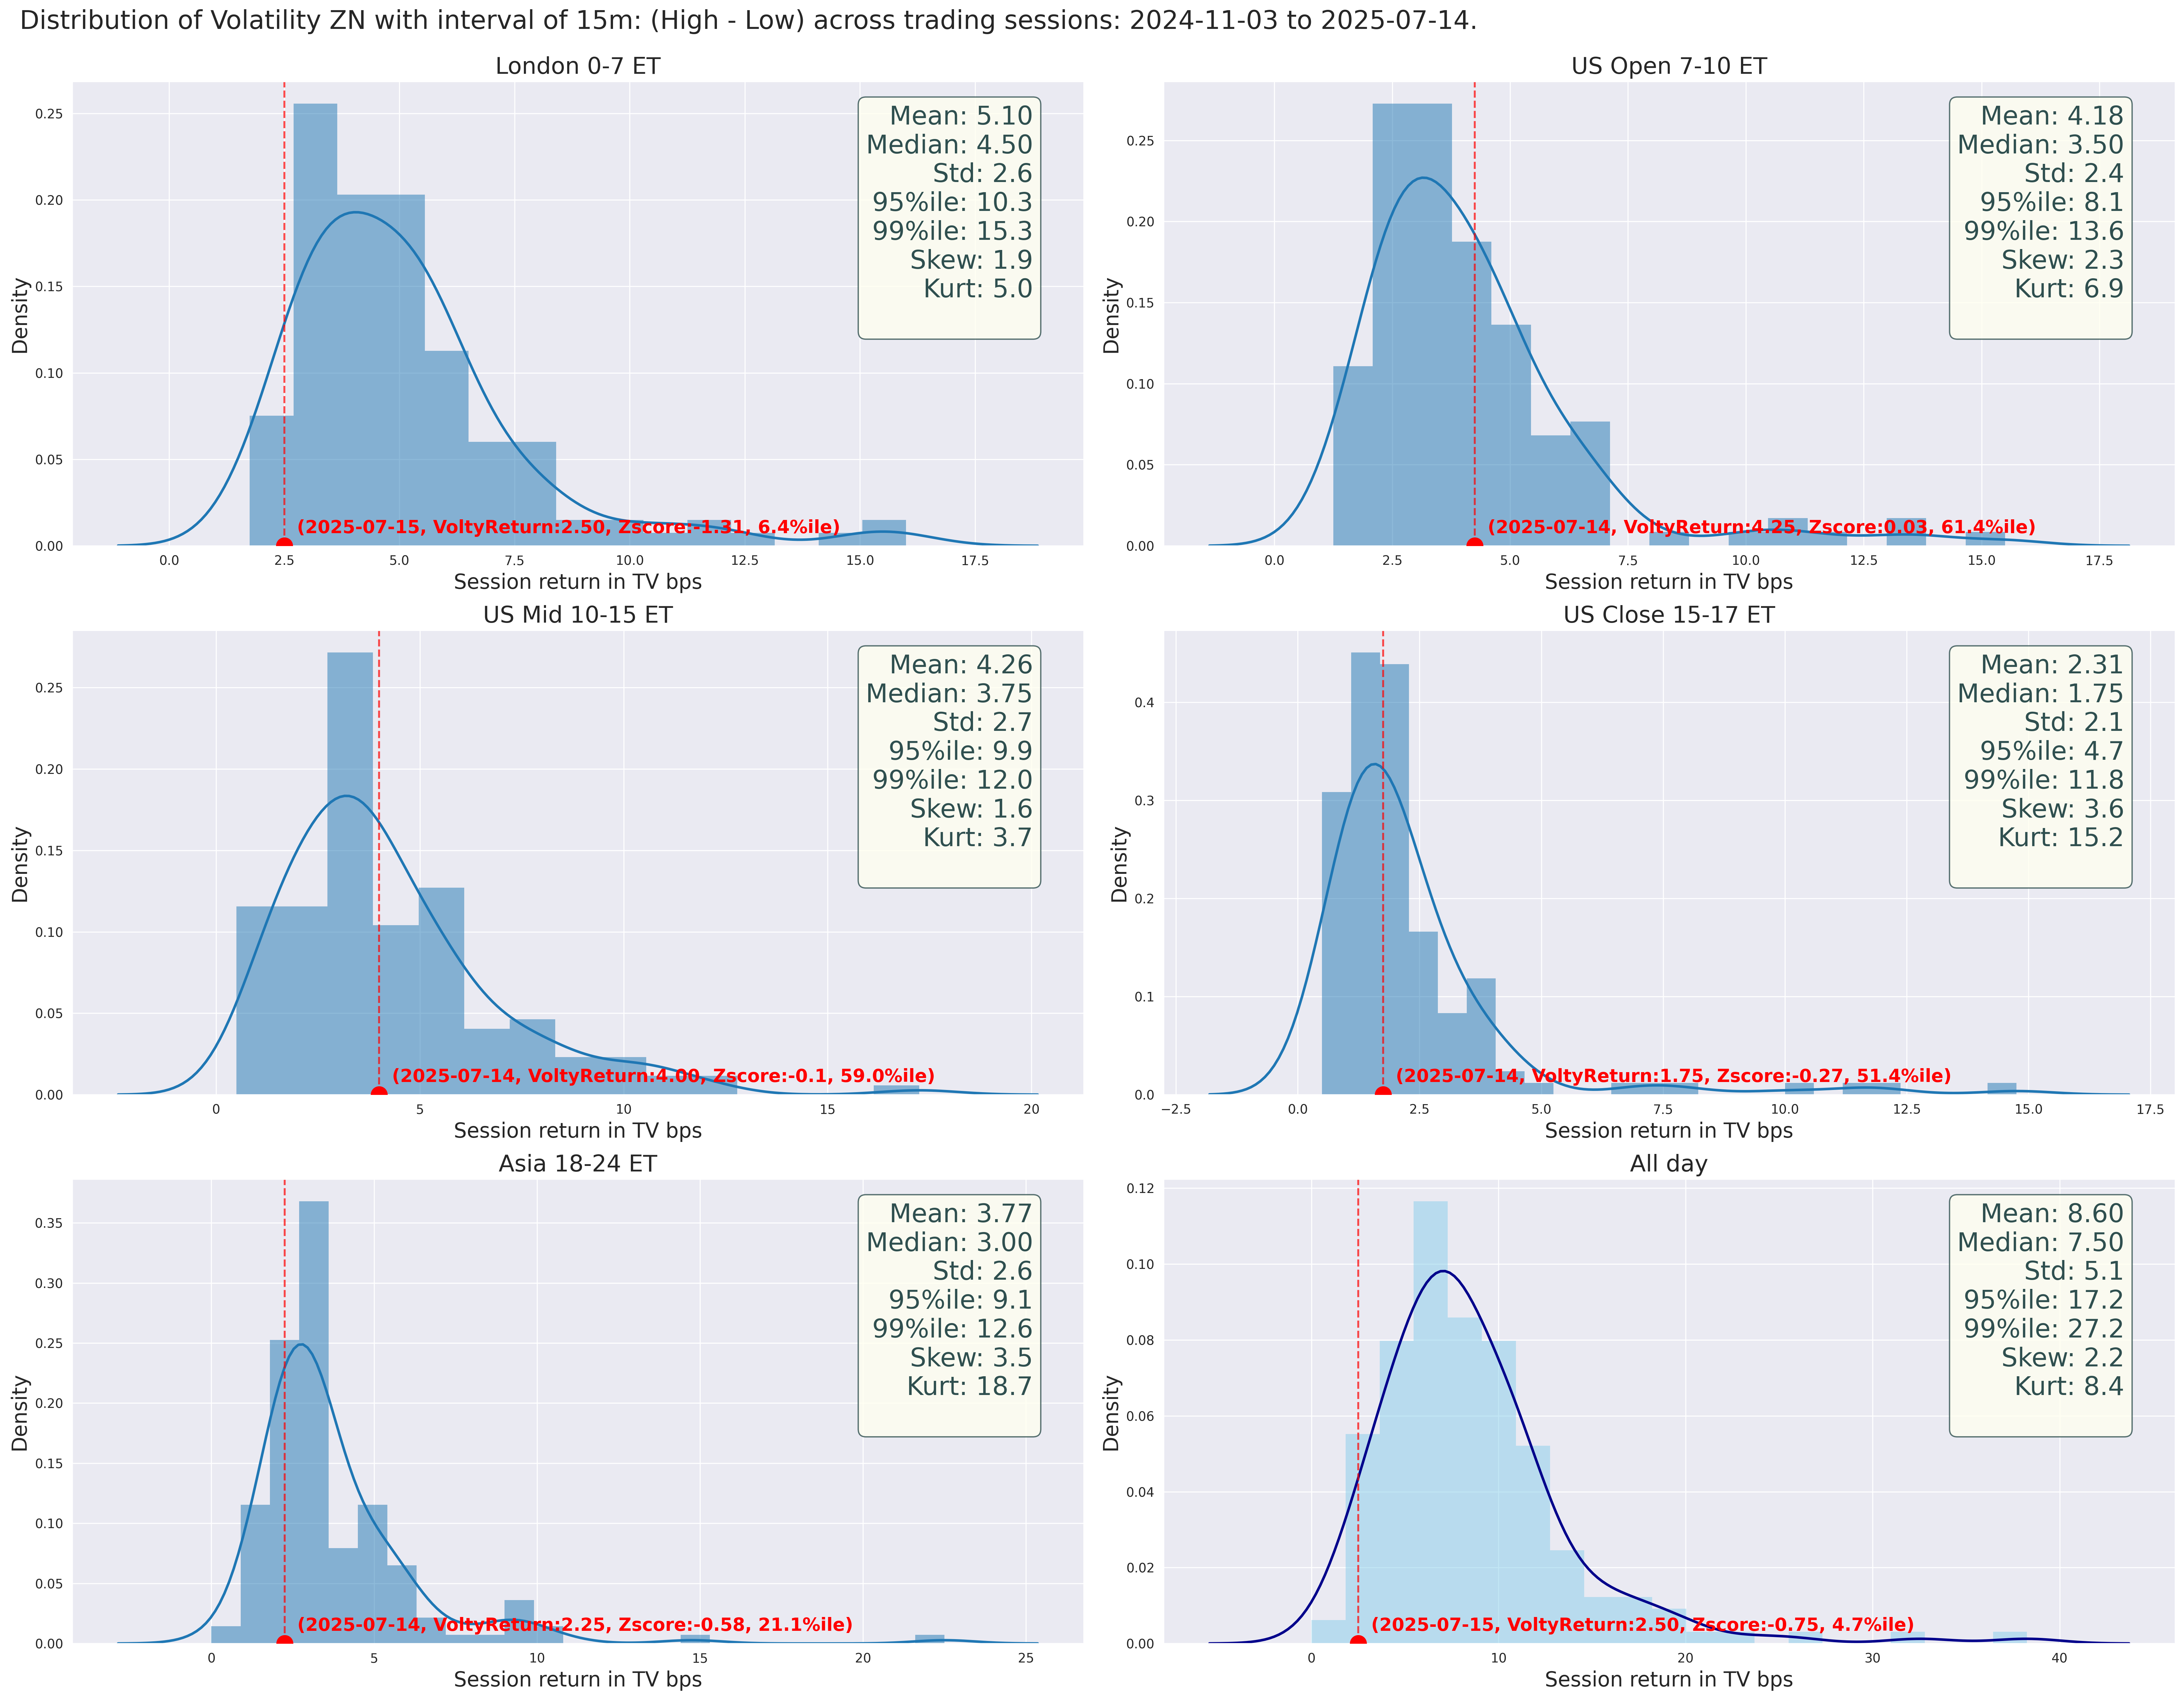 Distribution of Volatility ZN with interval of 15m: (High - Low) across trading sessions: 2024-11-03 to 2025-07-14.
London 0-7 ET
Density
0.25
0.20
0.15
0.10
0.05
0.00
Mean: 5.10
Median: 4.50
Std: 2.6
95%ile: 10.3
99%ile: 15.3
Skew: 1.9
Kurt: 5.0
(2025-07-15, VoltyReturn:2.50, Zscore:-1.31, 6.4%ile)
0.0 2.5 5.0 7.5 10.0 12.5 15.0 17.5
Session return in TV bps
US Open 7-10 ET
Density
0.25
0.20
0.15
0.10
0.05
0.00
Mean: 4.18
Median: 3.50
Std: 2.4
95%ile: 8.1
99%ile: 13.6
Skew: 2.3
Kurt: 6.9
(2025-07-14, VoltyReturn:4.25, Zscore:0.03, 61.4%ile)
0.0 2.5 5.0 7.5 10.0 12.5 15.0 17.5
Session return in TV bps
US Mid 10-15 ET
Density
0.25
0.20
0.15
0.10
0.05
0.00
Mean: 4.26
Median: 3.75
Std: 2.7
95%ile: 9.9
99%ile: 12.0
Skew: 1.6
Kurt: 3.7
(2025-07-14, VoltyReturn:4.00, Zscore:-0.1, 59.0%ile)
0 5 10 15 20
Session return in TV bps
US Close 15-17 ET
Density
0.4
0.3
0.2
0.1
0.0
Mean: 2.31
Median: 1.75
Std: 2.1
95%ile: 4.7
99%ile: 11.8
Skew: 3.6
Kurt: 15.2
(2025-07-14, VoltyReturn:1.75, Zscore:-0.27, 51.4%ile)
−2.5 0.0 2.5 5.0 7.5 10.0 12.5 15.0 17.5
Session return in TV bps
Asia 18-24 ET
Density
0.35
0.30
0.25
0.20
0.15
0.10
0.05
0.00
Mean: 3.77
Median: 3.00
Std: 2.6
95%ile: 9.1
99%ile: 12.6
Skew: 3.5
Kurt: 18.7
(2025-07-14, VoltyReturn:2.25, Zscore:-0.58, 21.1%ile)
0 5 10 15 20 25
Session return in TV bps
All day
Density
0.12
0.10
0.08
0.06
0.04
0.02
0.00
Mean: 8.60
Median: 7.50
Std: 5.1
95%ile: 17.2
99%ile: 27.2
Skew: 2.2
Kurt: 8.4
(2025-07-15, VoltyReturn:2.50, Zscore:-0.75, 4.7%ile)
0 10 20 30 40
Session return in TV bps